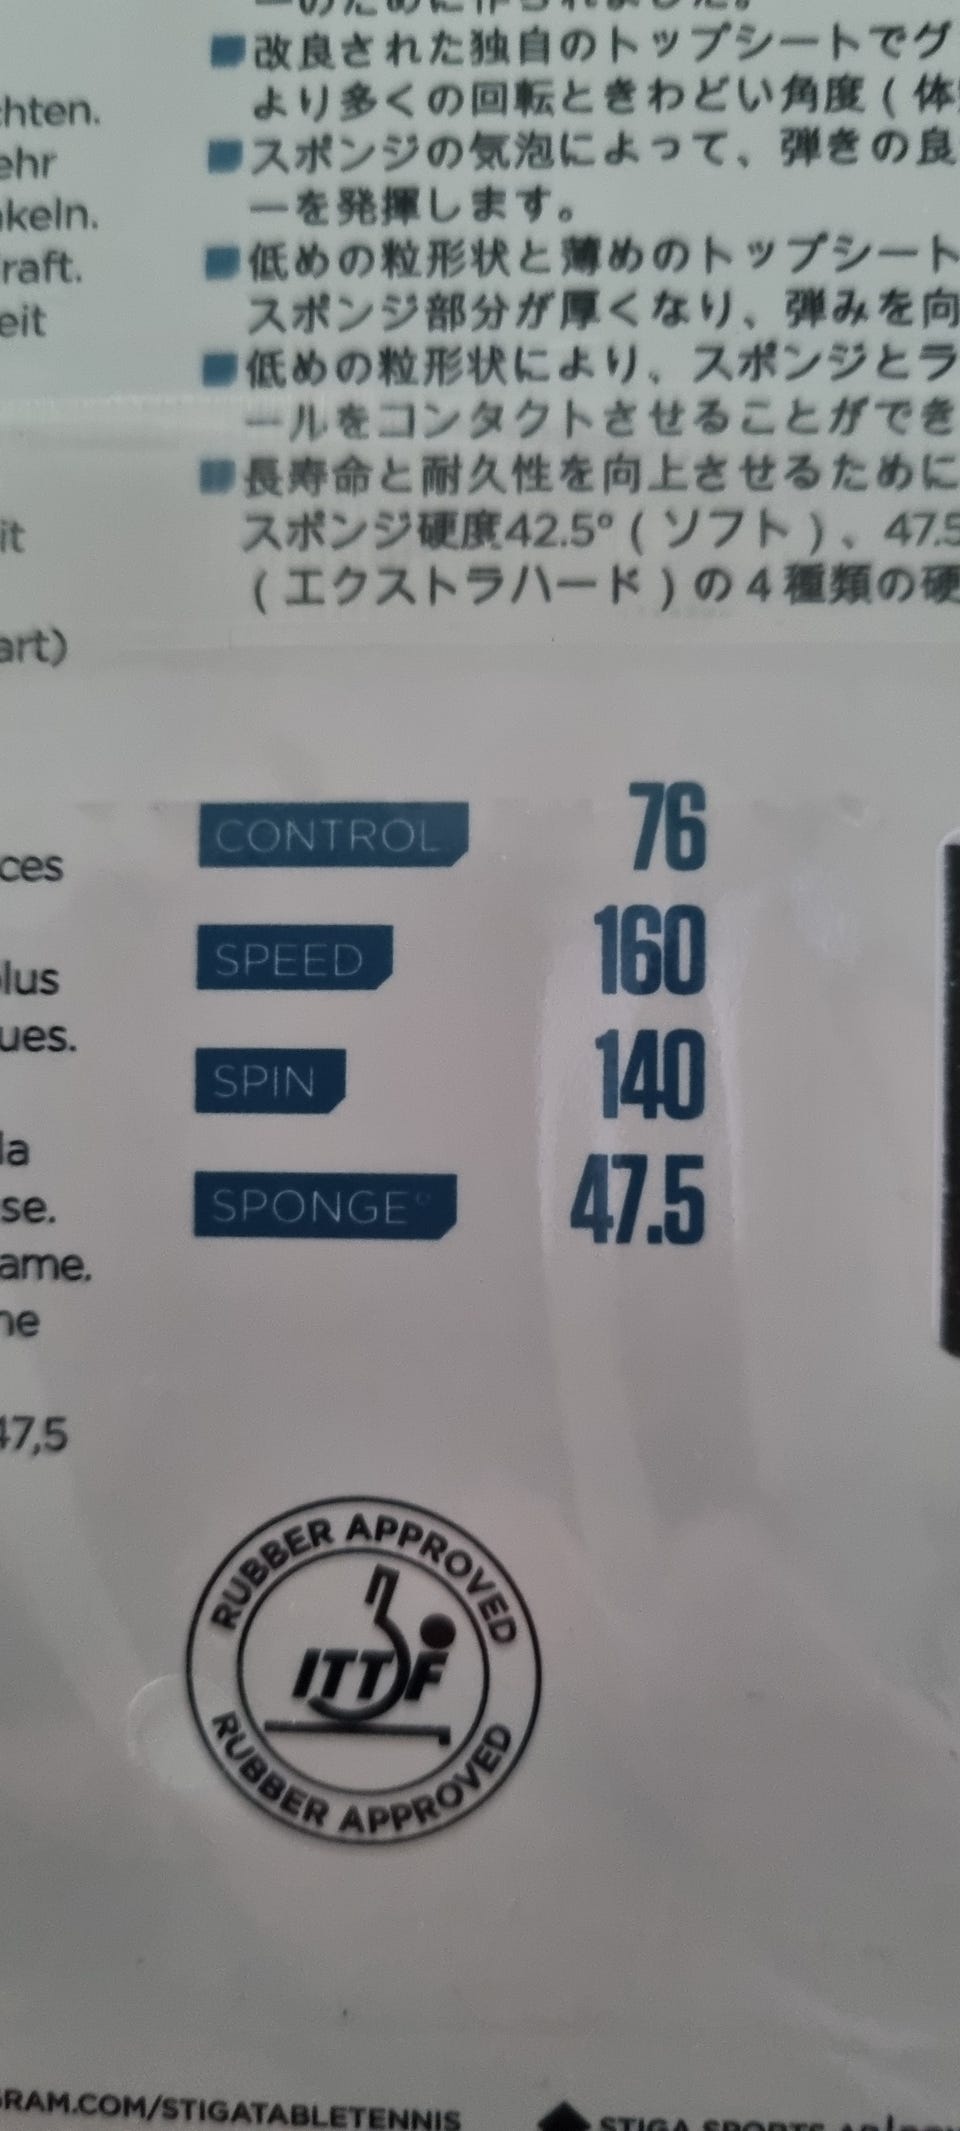 ーのために作られました。
改良された独自のトップシートでグ
より多くの回転ときわどい角度(体
スポンジの気泡によって、弾きの良
ーを発揮します。
低めの粒形状と薄めのトップシート
スポンジ部分が厚くなり、弾みを向
低めの粒形状により、スポンジとラ
ールをコンタクトさせることができ
長寿命と耐久性を向上させるために
スポンジ硬度42.5°(ソフト)、47.5
(エクストラハード)の4種類の硬
chten.
ehr
nkeln.
raft.
eit
it
art)
ces
plus
ues.
la
se.
ame.
ne
47,5
CONTROL 76
SPEED 160
SPIN 140
SPONGE° 47.5
RUBBER APPROVED
ITTF
RUBBER APPROVED
GRAM.COM/STIGATABLETENNIS
STIGA SPORTS AB